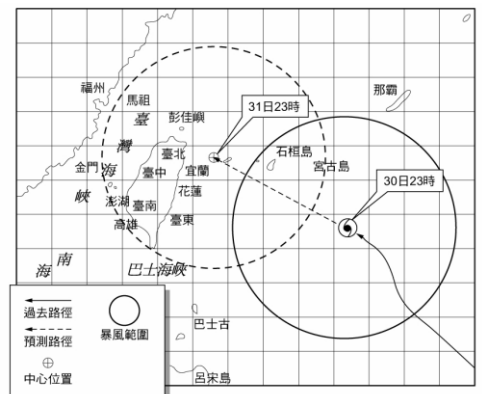 福州
馬祖
臺灣海峽
彭佳嶼
31日23時
那霸
臺北
石桓島
宮古島
金門
臺中
宜蘭
30日23時
花蓮
澎湖
臺南
臺東
高雄
巴士海峽
南海
過去路徑
預測路徑
中心位置
暴風範圍
巴士古
呂宋島